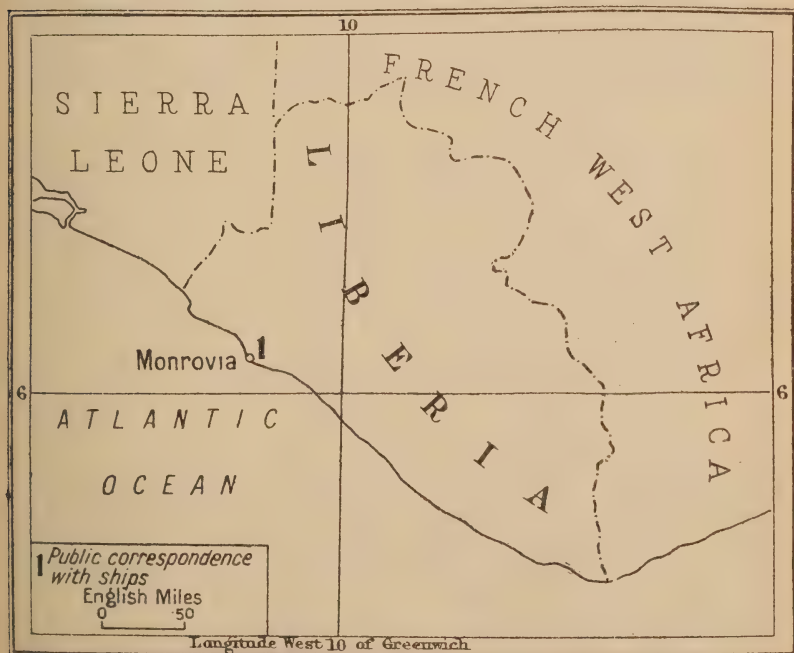 10
SIERRA
LEONE
FRENCH WEST AFRICA
LIBERIA
Monrovia
1
6
6
ATLANTIC
OCEAN
1 Public correspondence
with ships
English Miles
0 50
Longitude West 10 of Greenwich